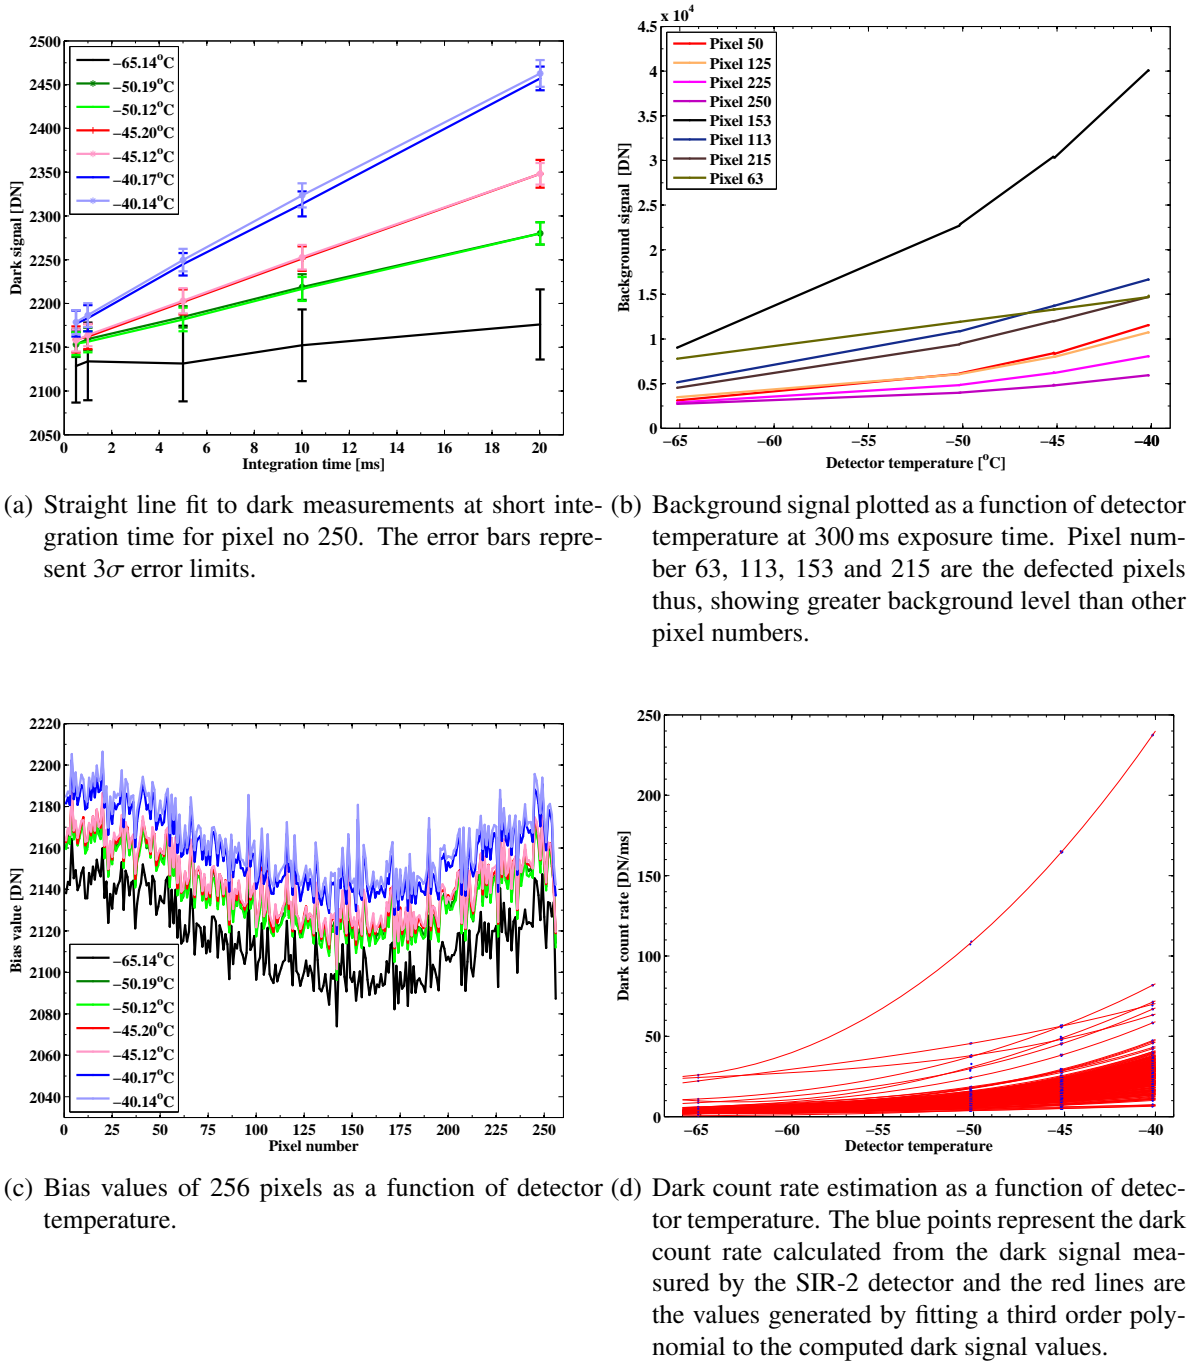 2500
2450
2400
2350
2300
2250
2200
2150
2100
2050
Dark signal [DN]
−65.14°C
−50.19°C
−50.12°C
−45.20°C
−45.12°C
−40.17°C
−40.14°C
0 2 4 6 8 10 12 14 16 18 20
Integration time [ms]
x 10⁴
4.5
4
3.5
3
2.5
2
1.5
1
0.5
0
Background signal [DN]
Pixel 50
Pixel 125
Pixel 225
Pixel 250
Pixel 153
Pixel 113
Pixel 215
Pixel 63
−65 −60 −55 −50 −45 −40
Detector temperature [°C]
(a) Straight line fit to dark measurements at short inte-
gration time for pixel no 250. The error bars repre-
sent 3σ error limits.
(b) Background signal plotted as a function of detector
temperature at 300 ms exposure time. Pixel num-
ber 63, 113, 153 and 215 are the defected pixels
thus, showing greater background level than other
pixel numbers.
2220
2200
2180
2160
2140
2120
2100
2080
2060
2040
Bias value [DN]
−65.14°C
−50.19°C
−50.12°C
−45.20°C
−45.12°C
−40.17°C
−40.14°C
0 25 50 75 100 125 150 175 200 225 250
Pixel number
250
200
150
100
50
0
Dark count rate [DN/ms]
−65 −60 −55 −50 −45 −40
Detector temperature
(c) Bias values of 256 pixels as a function of detector
temperature.
(d) Dark count rate estimation as a function of detec-
tor temperature. The blue points represent the dark
count rate calculated from the dark signal mea-
sured by the SIR-2 detector and the red lines are
the values generated by fitting a third order poly-
nomial to the computed dark signal values.